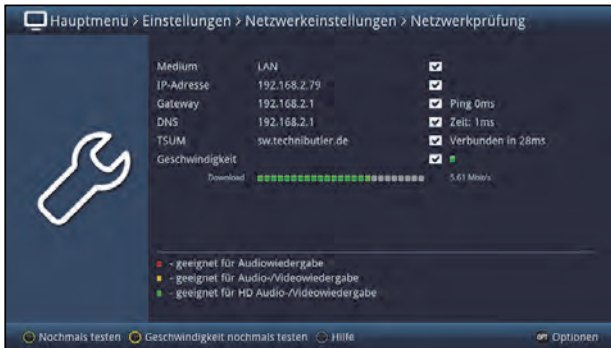 Hauptmenü > Einstellungen > Netzwerkeinstellungen > Netzwerkprüfung
Medium LAN
IP-Adresse 192.168.2.79
Gateway 192.168.2.1 Ping 0ms
DNS 192.168.2.1 Zeit: 1ms
TSUM sw.technibutler.de Verbunden in 28ms
Geschwindigkeit
Download 5.61 Mbit/s
- geeignet für Audiowiedergabe
- geeignet für Audio-/Videowiedergabe
- geeignet für HD Audio-/Videowiedergabe
Nochmals testen Geschwindigkeit nochmals testen Hilfe OPT Optionen